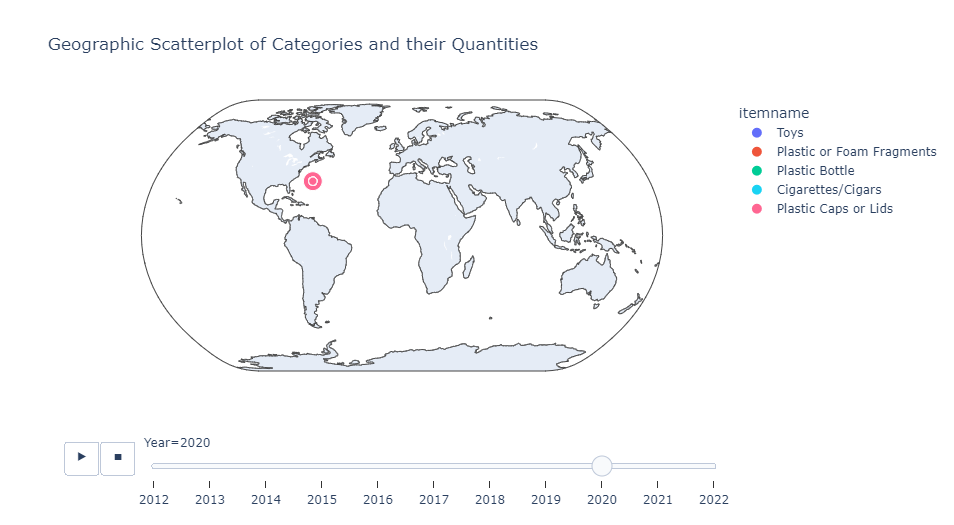 Geographic Scatterplot of Categories and their Quantities
itemname
Toys
Plastic or Foam Fragments
Plastic Bottle
Cigarettes/Cigars
Plastic Caps or Lids
Year=2020
2012 2013 2014 2015 2016 2017 2018 2019 2020 2021 2022